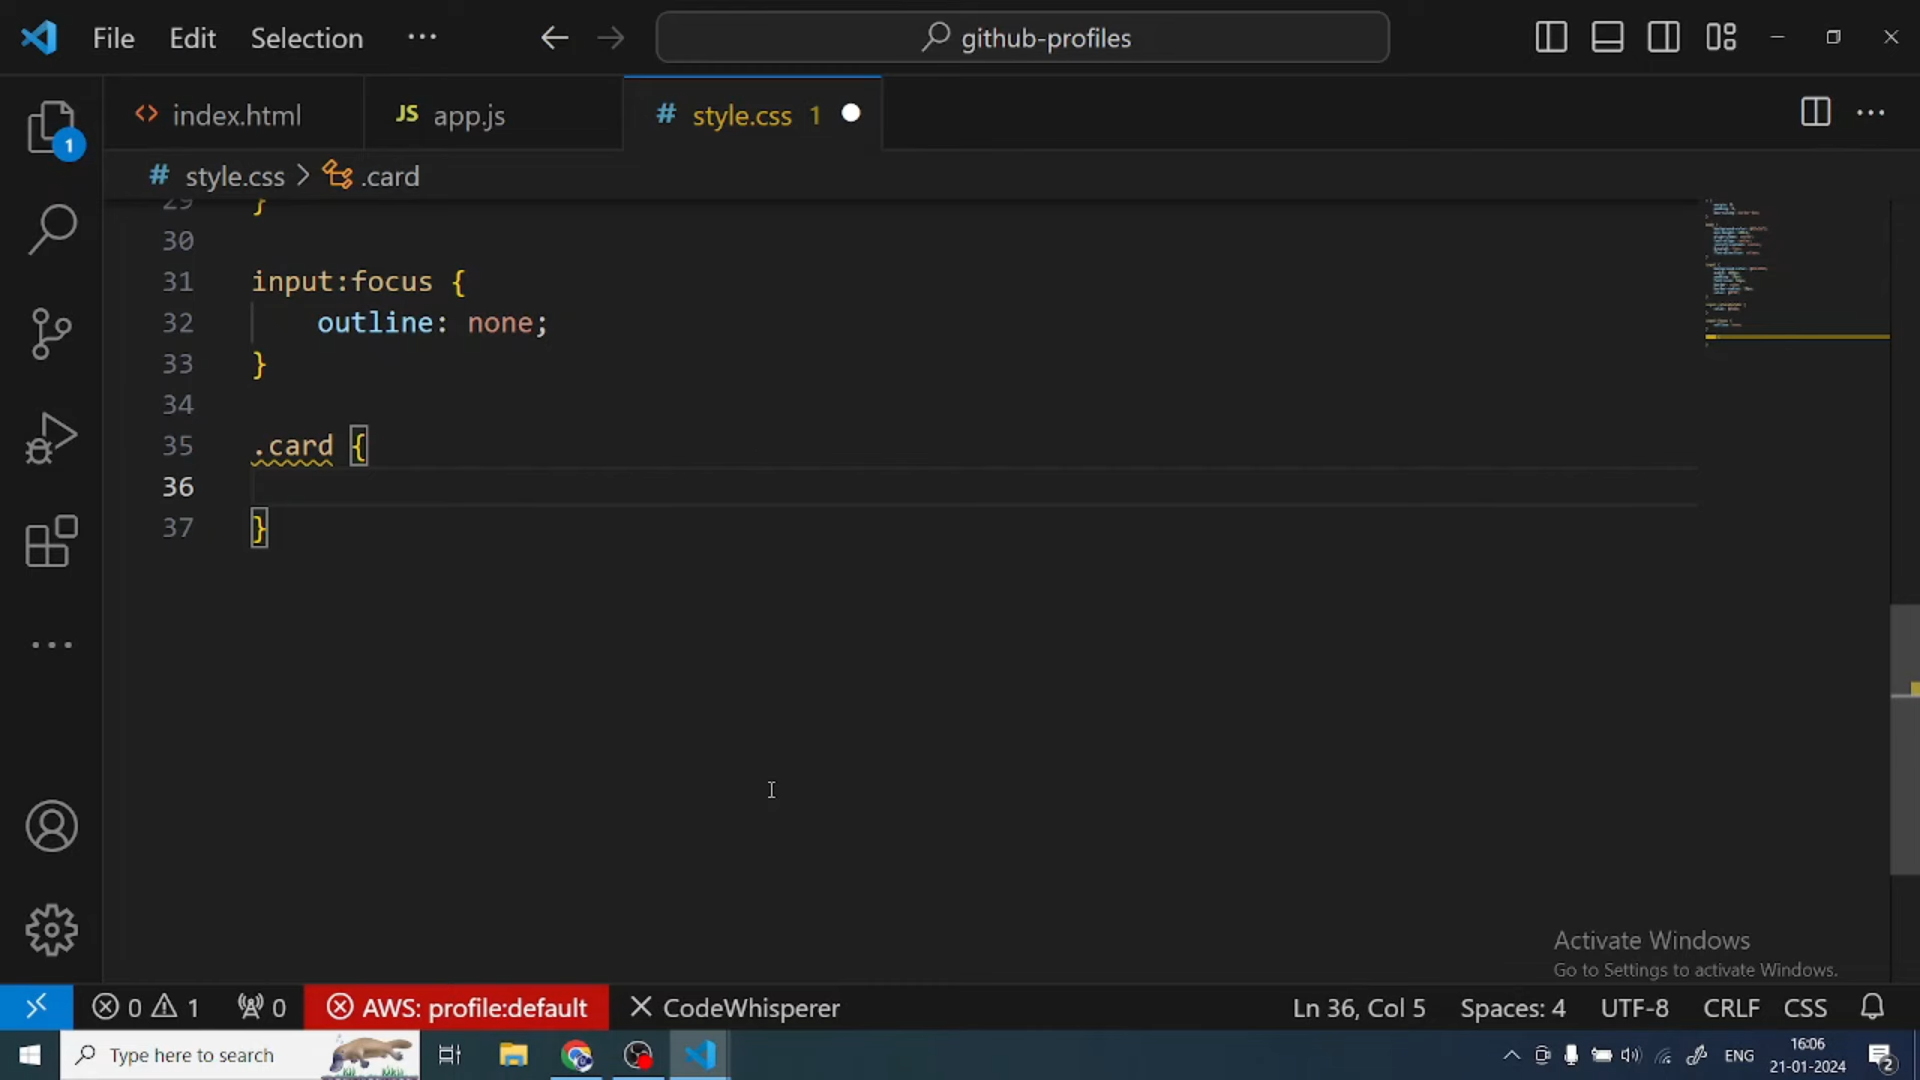 File Edit Selection ··· github-profiles
index.html JS app.js # style.css 1
# style.css > .card
29 }
30
31 input:focus {
32 outline: none;
33 }
34
35 .card {
36
37 }
1
Activate Windows
Go to Settings to activate Windows.
0 1 0 AWS: profile:default CodeWhisperer Ln 36, Col 5 Spaces: 4 UTF-8 CRLF CSS
Type here to search ENG 16:06
21-01-2024 2